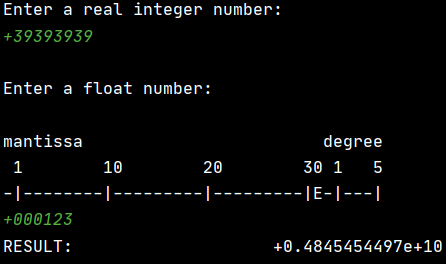 Enter a real integer number:
+39393939
Enter a float number:
mantissa degree
1 10 20 30 1 5
-|--------|---------|---------|E-|---|
+000123
RESULT: +0.4845454497e+10